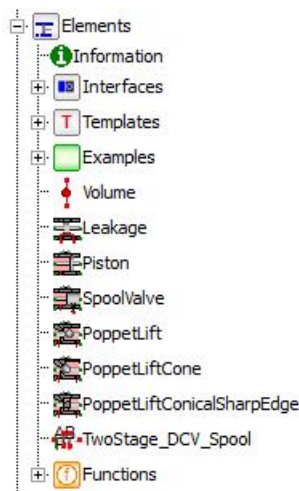 Elements
Information
Interfaces
T Templates
Examples
Volume
Leakage
Piston
SpoolValve
PoppetLift
PoppetLiftCone
PoppetLiftConicalSharpEdge
TwoStage_DCV_Spool
f Functions